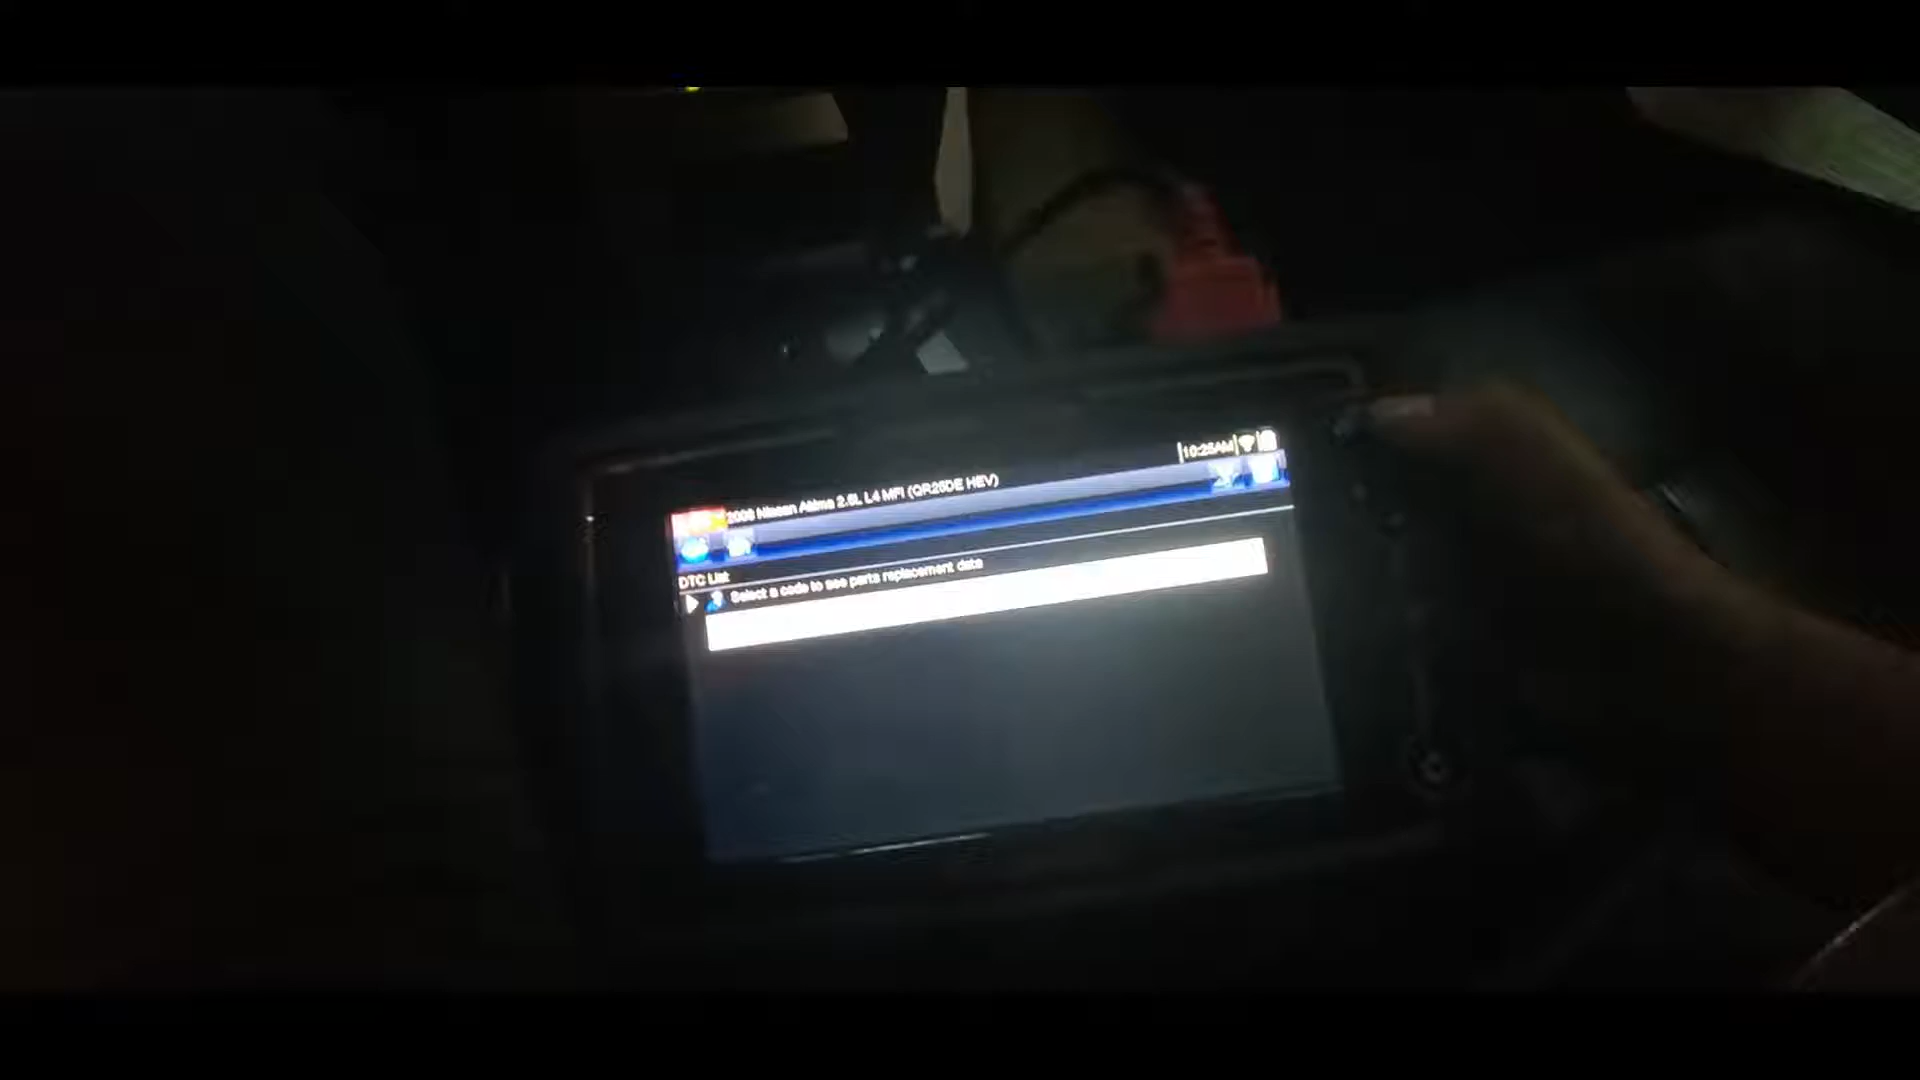 10:25AM
2008 Nissan Altima 2.5L L4 MFI (QR25DE HEV)
DTC List
Select a code to see parts replacement data